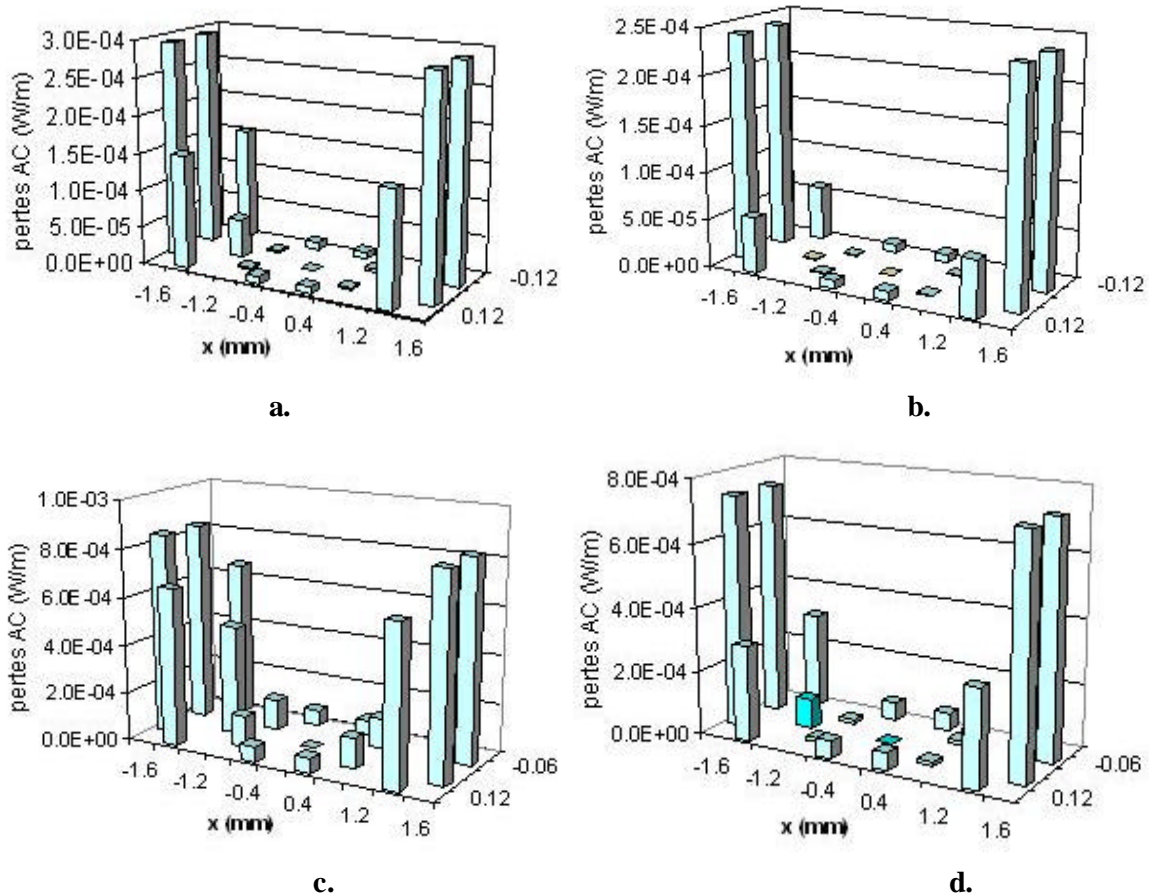 3.0E-04
2.5E-04
2.0E-04
1.5E-04
1.0E-04
5.0E-05
0.0E+00
pertes AC (W/m)
-1.6
-1.2
-0.4
0.4
1.2
1.6
x (mm)
0.12
-0.12
a.
2.5E-04
2.0E-04
1.5E-04
1.0E-04
5.0E-05
0.0E+00
pertes AC (W/m)
-1.6
-1.2
-0.4
0.4
1.2
1.6
x (mm)
0.12
-0.12
b.
1.0E-03
8.0E-04
6.0E-04
4.0E-04
2.0E-04
0.0E+00
pertes AC (W/m)
-1.6
-1.2
-0.4
0.4
1.2
1.6
x (mm)
0.12
-0.06
c.
8.0E-04
6.0E-04
4.0E-04
2.0E-04
0.0E+00
pertes AC (W/m)
-1.6
-1.2
-0.4
0.4
1.2
1.6
x (mm)
0.12
-0.06
d.